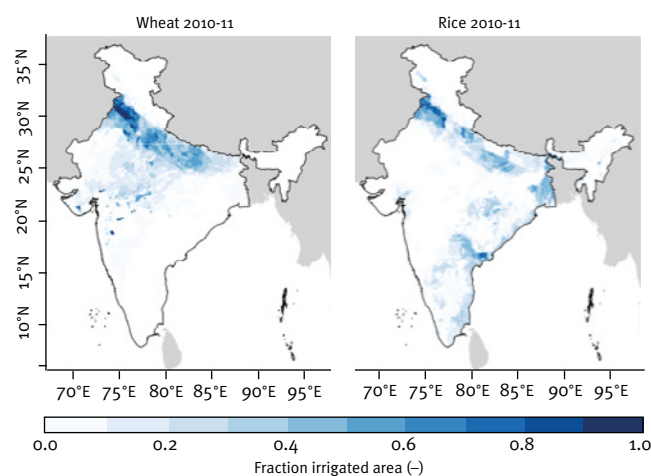 Wheat 2010-11 Rice 2010-11
35°N
30°N
25°N
20°N
15°N
10°N
70°E 75°E 80°E 85°E 90°E 95°E 70°E 75°E 80°E 85°E 90°E 95°E
0.0 0.2 0.4 0.6 0.8 1.0
Fraction irrigated area (–)